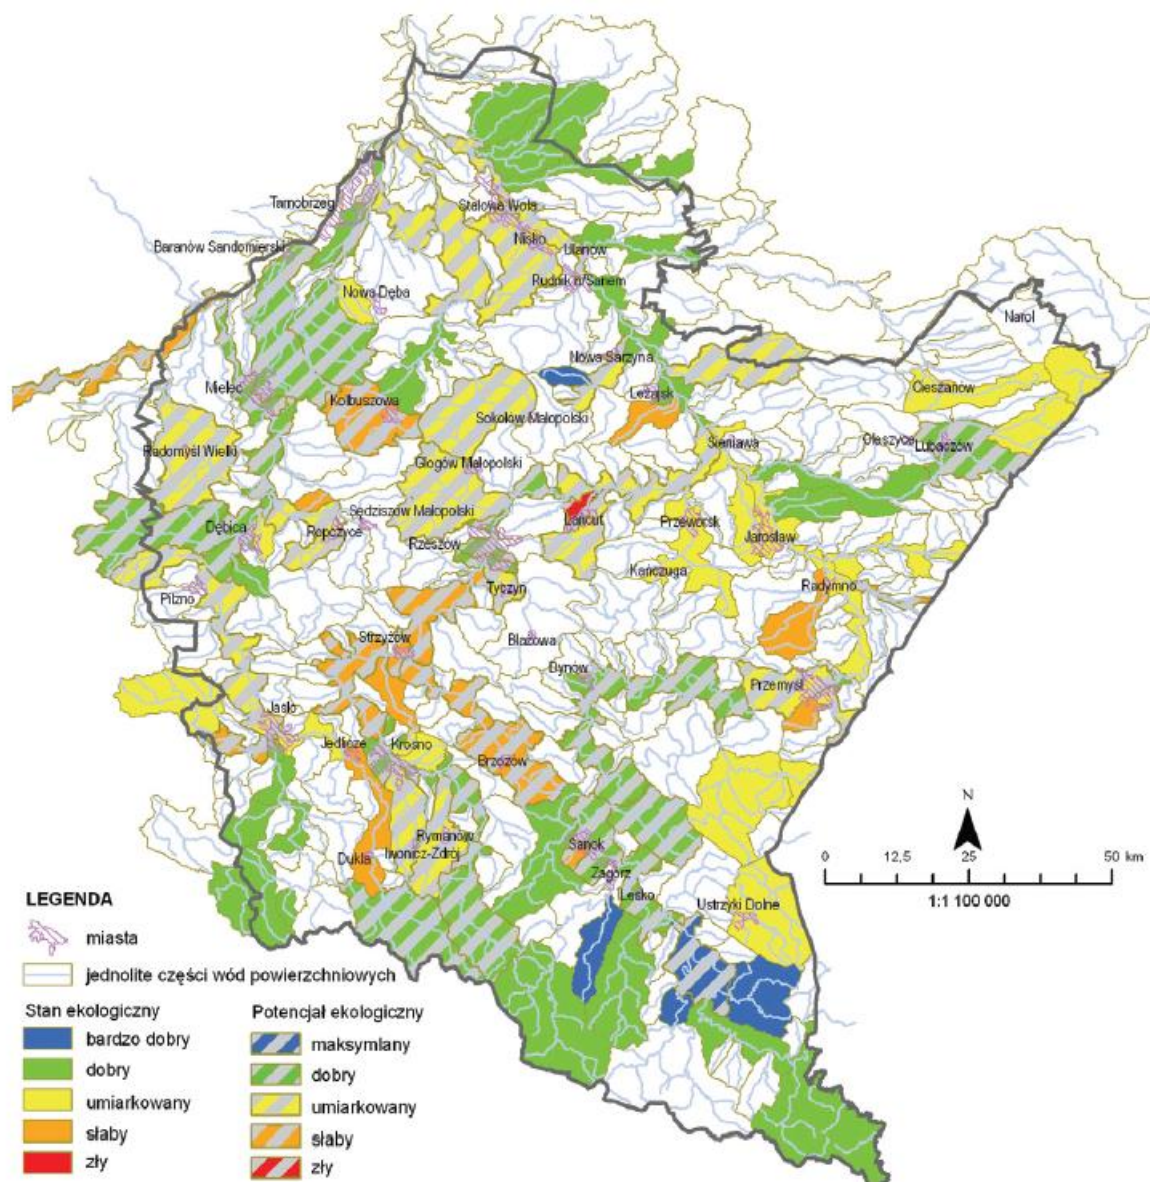 Tarnobrzeg
Stalowa Wola
Baranów Sandomierski
Nisko
Ulanów
Rudnik n/Sanem
Nowa Dęba
Narol
Nowa Sarzyna
Mielec
Leżajsk
Cieszanów
Kolbuszowa
Sokołów Małopolski
Sieniawa
Oleszyce
Lubaczów
Radomyśl Wielki
Głogów Małopolski
Sędziszów Małopolski
Dębica
Ropczyce
Łańcut
Przeworsk
Rzeszów
Jarosław
Kańczuga
Pilzno
Tyczyn
Radymno
Strzyżów
Błażowa
Dynów
Przemyśl
Jasło
Jedlicze
Krosno
Brzozów
Rymanów
Iwonicz-Zdrój
Dukla
Sanok
Zagórz
Lesko
Ustrzyki Dolne
N
0 12,5 25 50 km
1:1 100 000
LEGENDA
miasta
jednolite części wód powierzchniowych
Stan ekologiczny
bardzo dobry
dobry
umiarkowany
słaby
zły
Potencjał ekologiczny
maksymlany
dobry
umiarkowany
słaby
zły